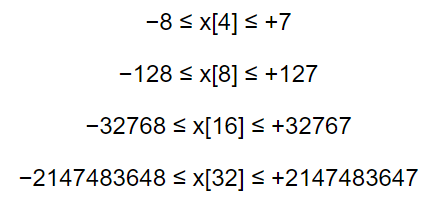 −8 ≤ x[4] ≤ +7
−128 ≤ x[8] ≤ +127
−32768 ≤ x[16] ≤ +32767
−2147483648 ≤ x[32] ≤ +2147483647